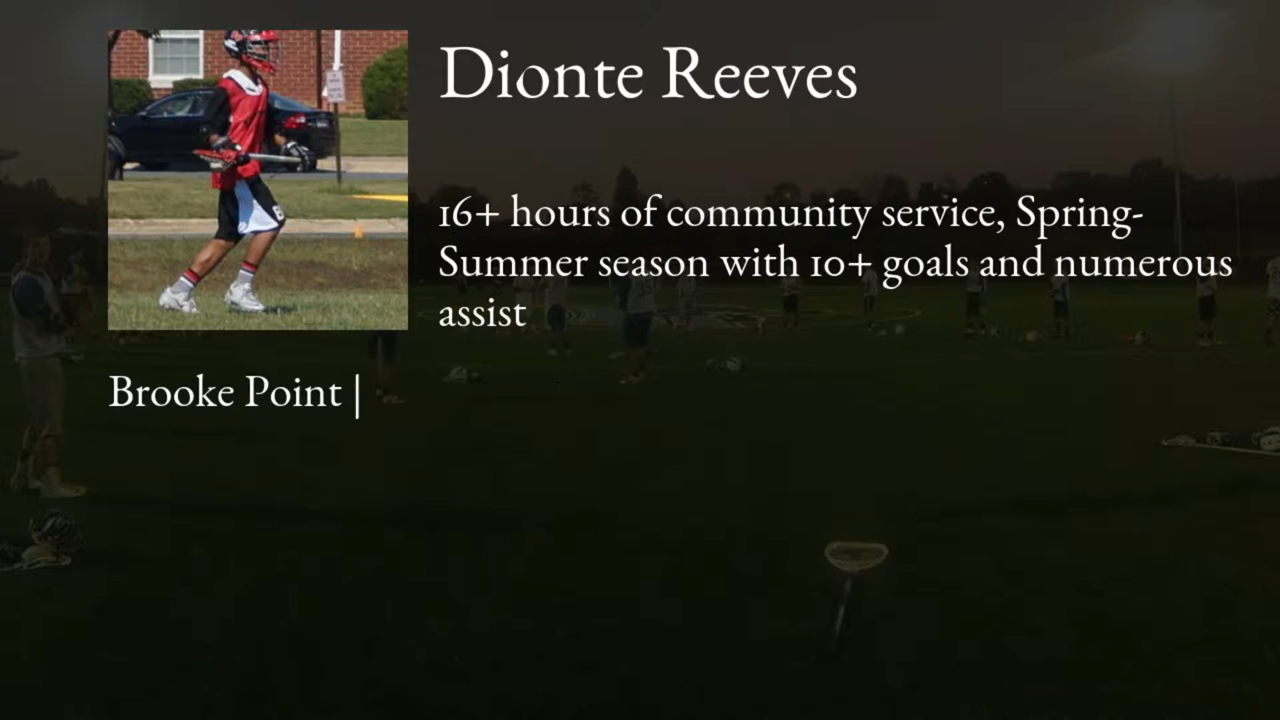 Dionte Reeves
16+ hours of community service, Spring-
Summer season with 10+ goals and numerous
assist
Brooke Point |